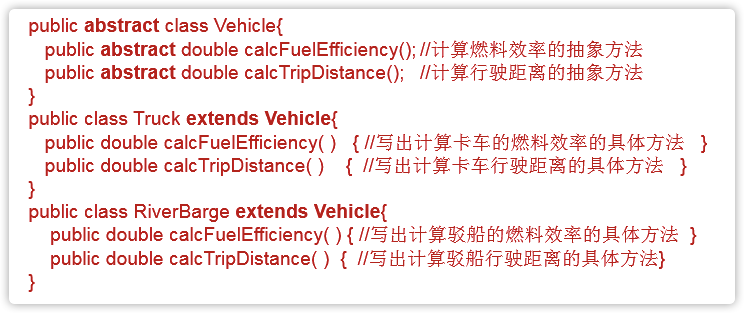 public abstract class Vehicle{
public abstract double calcFuelEfficiency(); //计算燃料效率的抽象方法
public abstract double calcTripDistance(); //计算行驶距离的抽象方法
}
public class Truck extends Vehicle{
public double calcFuelEfficiency( ) { //写出计算卡车的燃料效率的具体方法 }
public double calcTripDistance( ) { //写出计算卡车行驶距离的具体方法 }
}
public class RiverBarge extends Vehicle{
public double calcFuelEfficiency( ) { //写出计算驳船的燃料效率的具体方法 }
public double calcTripDistance( ) { //写出计算驳船行驶距离的具体方法}
}